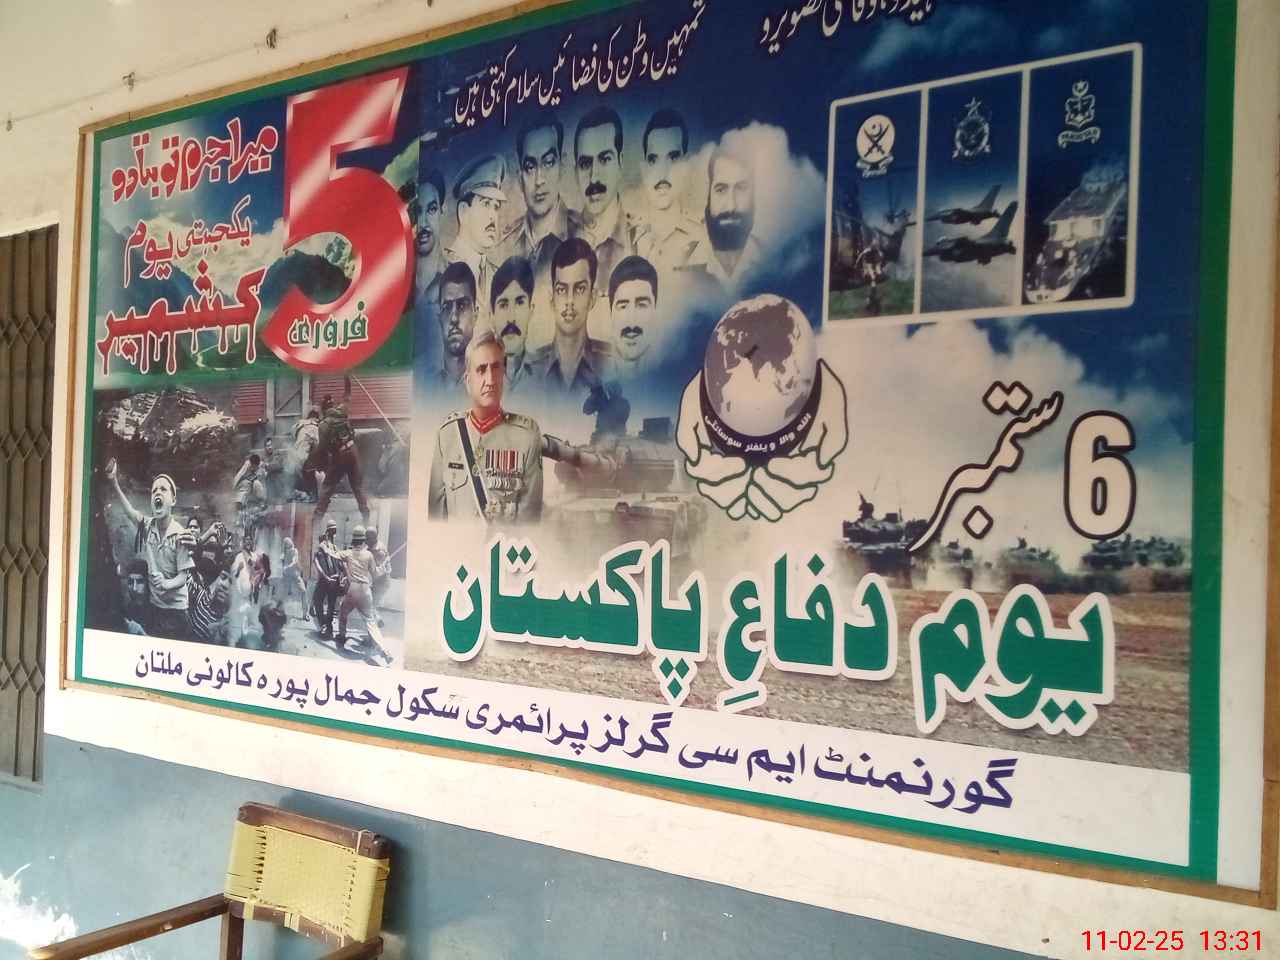 تمہیں وطن کی فضائیں سلام کہتی ہیں
میرا جرم تو بتا دو
یوم یکجہتی
کشمیر
5
فروری
PAKISTAN
6 ستمبر
یوم دفاعِ پاکستان
گورنمنٹ ایم سی گرلز پرائمری سکول جمال پورہ کالونی ملتان
11-02-25 13:31